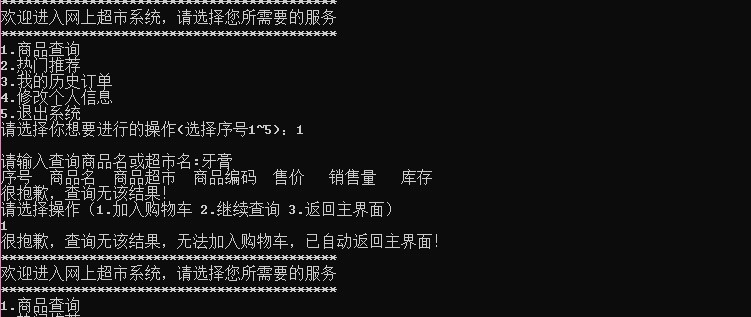 ******************************************
欢迎进入网上超市系统，请选择您所需要的服务
******************************************
1.商品查询
2.热门推荐
3.我的历史订单
4.修改个人信息
5.退出系统
请选择你想要进行的操作(选择序号1~5)：1
请输入查询商品名或超市名:牙膏
序号 商品名 商品超市 商品编码 售价 销售量 库存
很抱歉，查询无该结果！
请选择操作（1.加入购物车 2.继续查询 3.返回主界面）
1
很抱歉，查询无该结果，无法加入购物车，已自动返回主界面！
******************************************
欢迎进入网上超市系统，请选择您所需要的服务
******************************************
1.商品查询